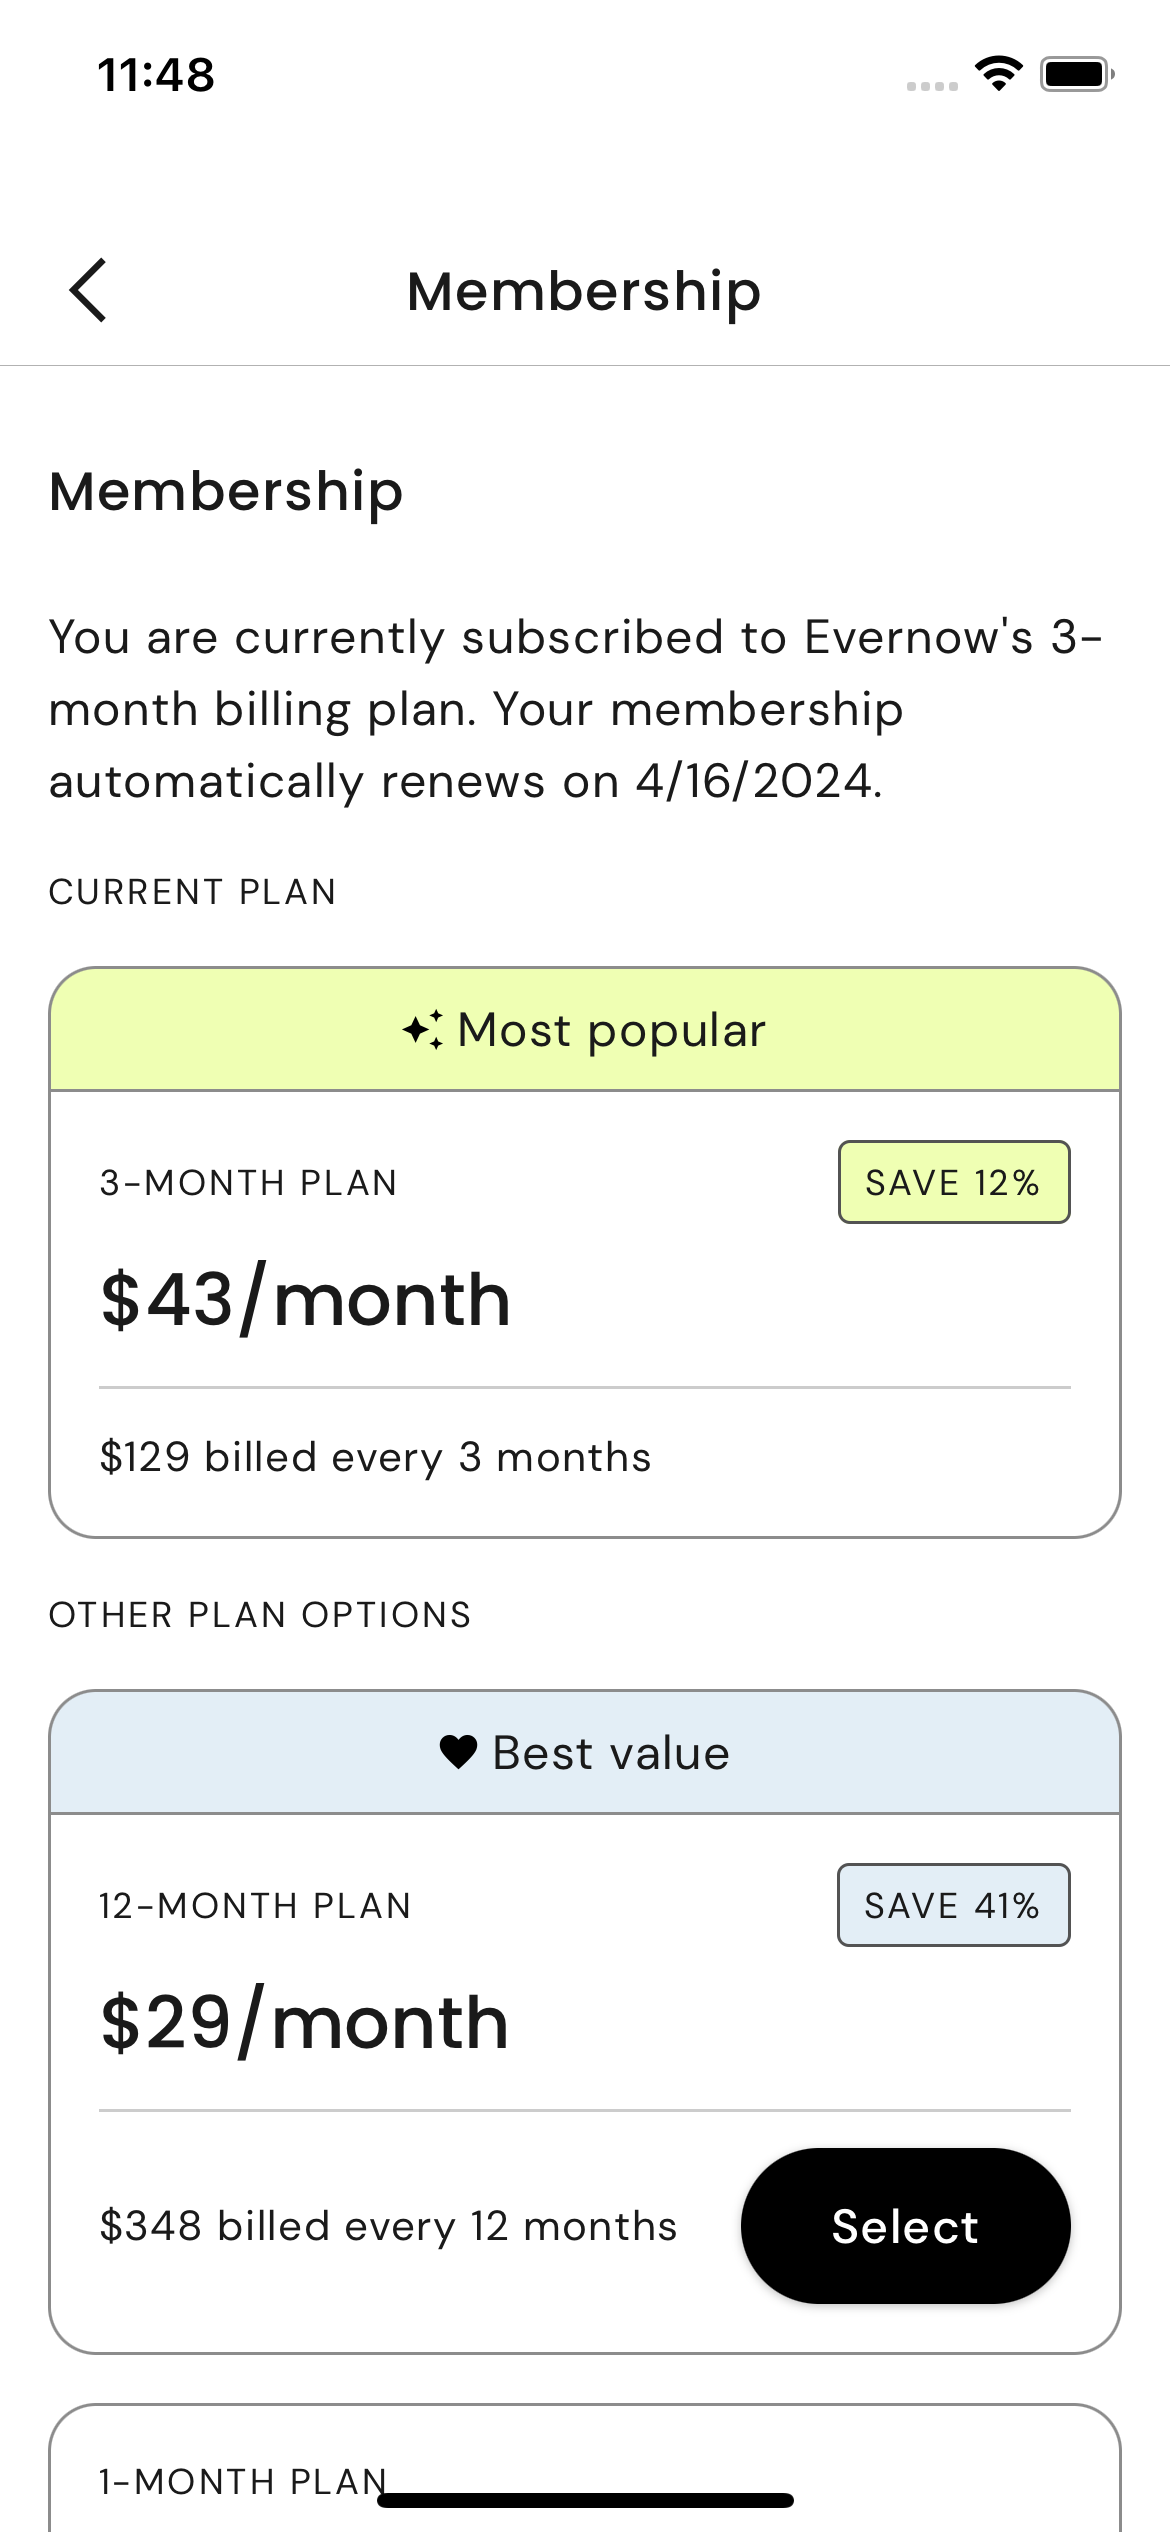 11:48
Membership
Membership
You are currently subscribed to Evernow's 3-
month billing plan. Your membership
automatically renews on 4/16/2024.
CURRENT PLAN
Most popular
3-MONTH PLAN
SAVE 12%
$43/month
$129 billed every 3 months
OTHER PLAN OPTIONS
Best value
12-MONTH PLAN
SAVE 41%
$29/month
$348 billed every 12 months
Select
1-MONTH PLAN